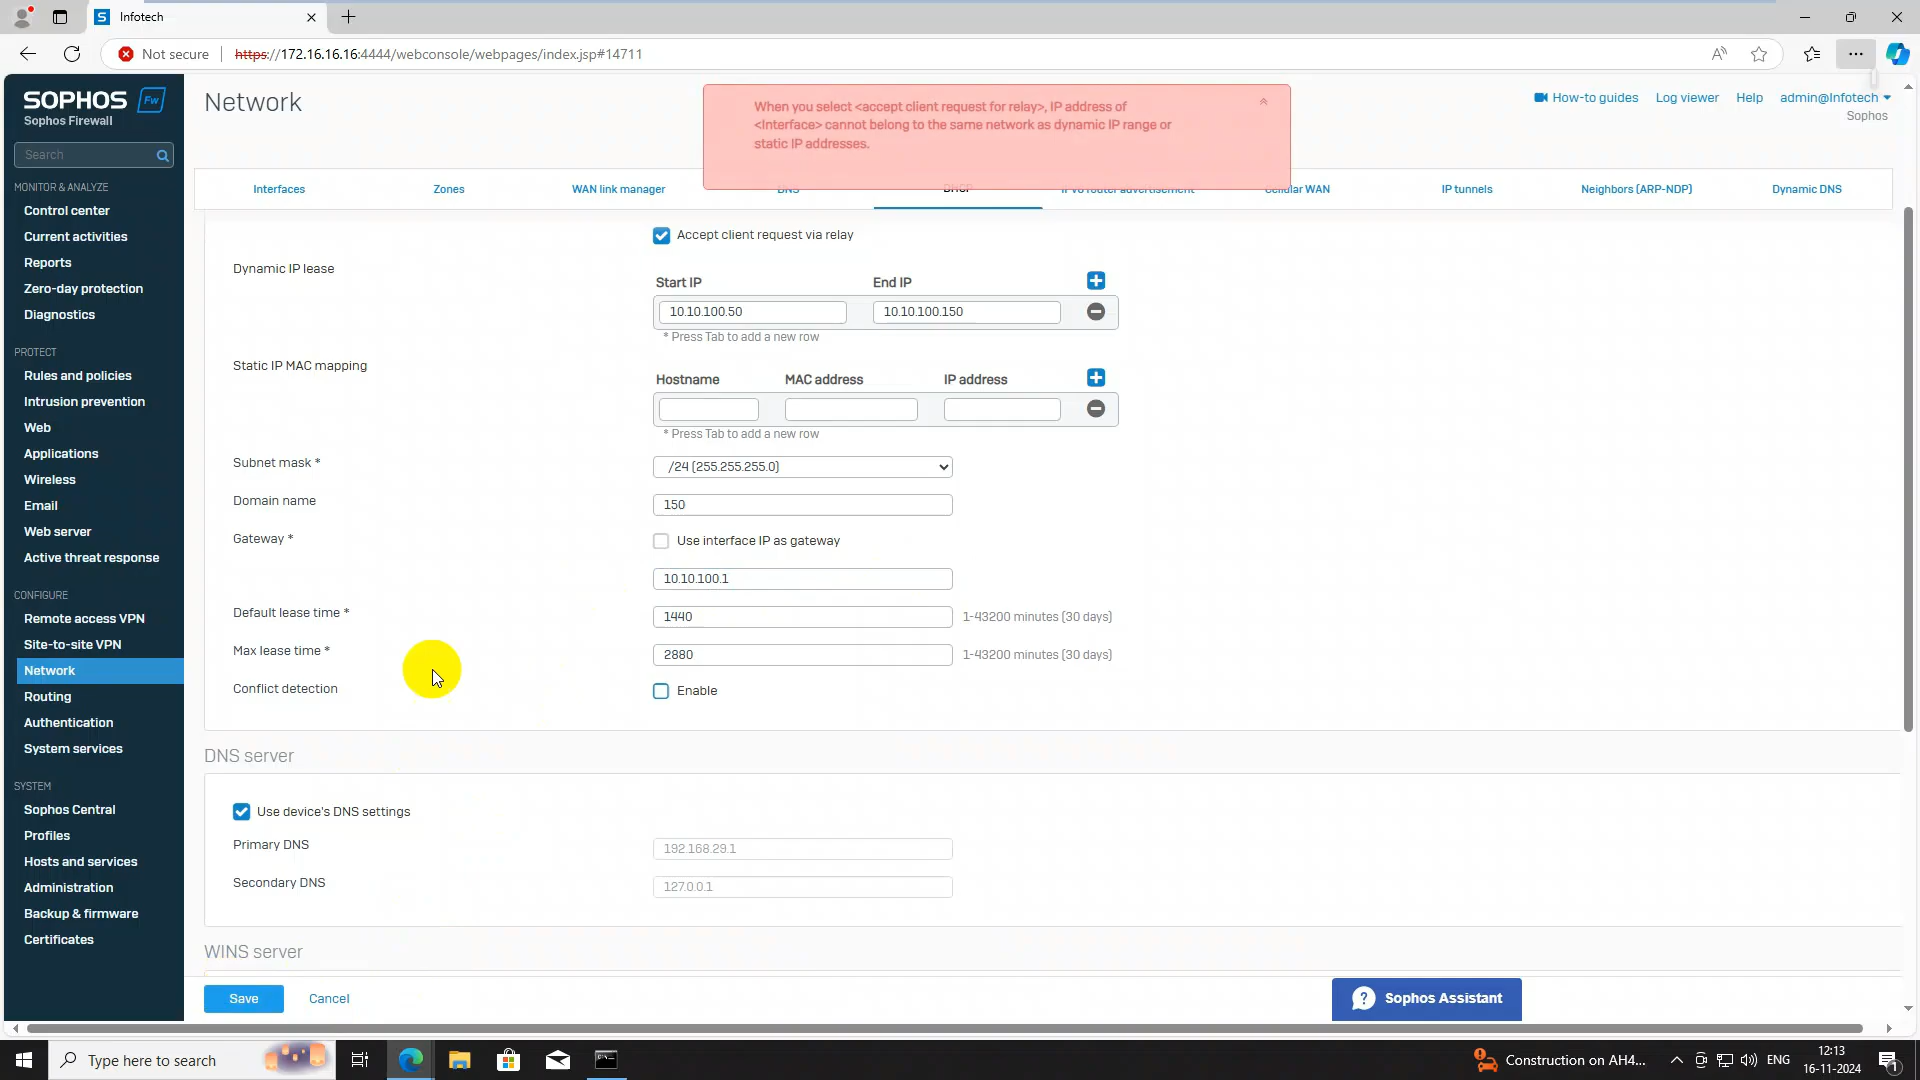 Infotech
Not secure
https://172.16.16.16:4444/webconsole/webpages/index.jsp#14711
SOPHOS Fw
Sophos Firewall
Search
MONITOR & ANALYZE
Control center
Current activities
Reports
Zero-day protection
Diagnostics
PROTECT
Rules and policies
Intrusion prevention
Web
Applications
Wireless
Email
Web server
Active threat response
CONFIGURE
Remote access VPN
Site-to-site VPN
Network
Routing
Authentication
System services
SYSTEM
Sophos Central
Profiles
Hosts and services
Administration
Backup & firmware
Certificates
Network
When you select <accept client request for relay>, IP address of
<Interface> cannot belong to the same network as dynamic IP range or
static IP addresses.
How-to guides
Log viewer
Help
admin@Infotech
Sophos
Interfaces
Zones
WAN link manager
DNS
DHCP
IPv6 router advertisement
Cellular WAN
IP tunnels
Neighbors (ARP-NDP)
Dynamic DNS
Accept client request via relay
Dynamic IP lease
Start IP
End IP
10.10.100.50
10.10.100.150
* Press Tab to add a new row
Static IP MAC mapping
Hostname
MAC address
IP address
* Press Tab to add a new row
Subnet mask *
/24 (255.255.255.0)
Domain name
150
Gateway *
Use interface IP as gateway
10.10.100.1
Default lease time *
1440
1-43200 minutes (30 days)
Max lease time *
2880
1-43200 minutes (30 days)
Conflict detection
Enable
DNS server
Use device's DNS settings
Primary DNS
192.168.29.1
Secondary DNS
127.0.0.1
WINS server
Save
Cancel
? Sophos Assistant
Type here to search
Construction on AH4...
ENG
12:13
16-11-2024
1